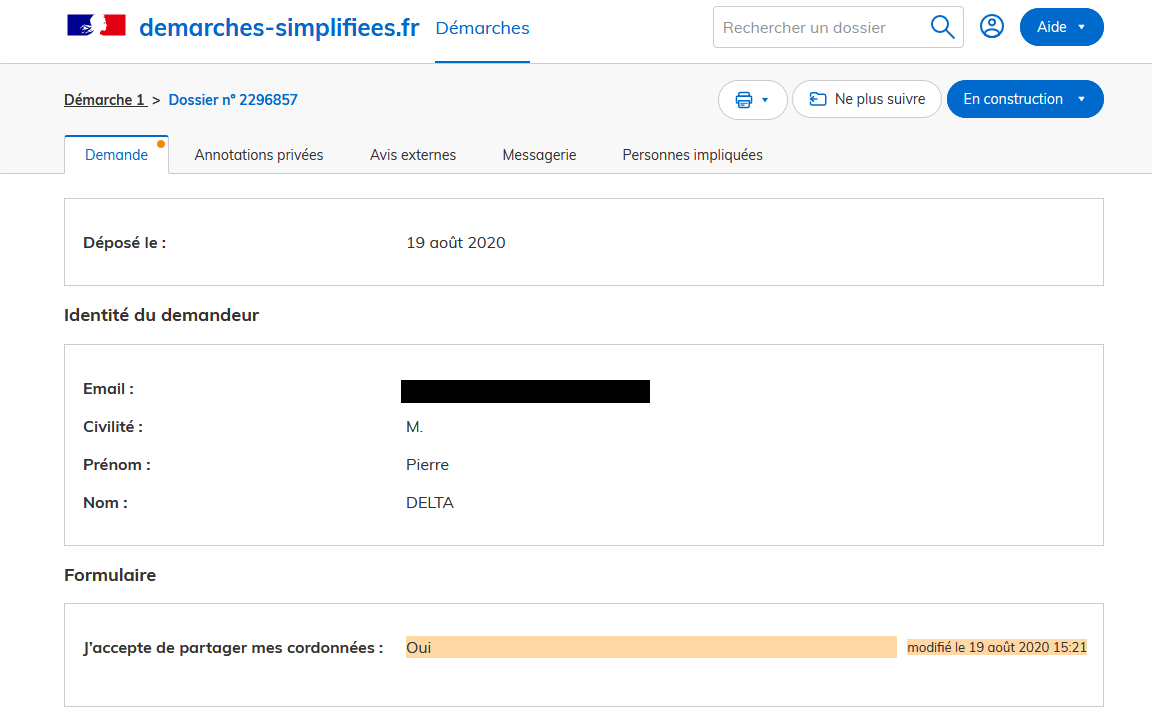 demarches-simplifiees.fr Démarches Rechercher un dossier Aide
Démarche 1 > Dossier n° 2296857 Ne plus suivre En construction
Demande Annotations privées Avis externes Messagerie Personnes impliquées
Déposé le : 19 août 2020
Identité du demandeur
Email :
Civilité : M.
Prénom : Pierre
Nom : DELTA
Formulaire
J'accepte de partager mes cordonnées : Oui modifié le 19 août 2020 15:21